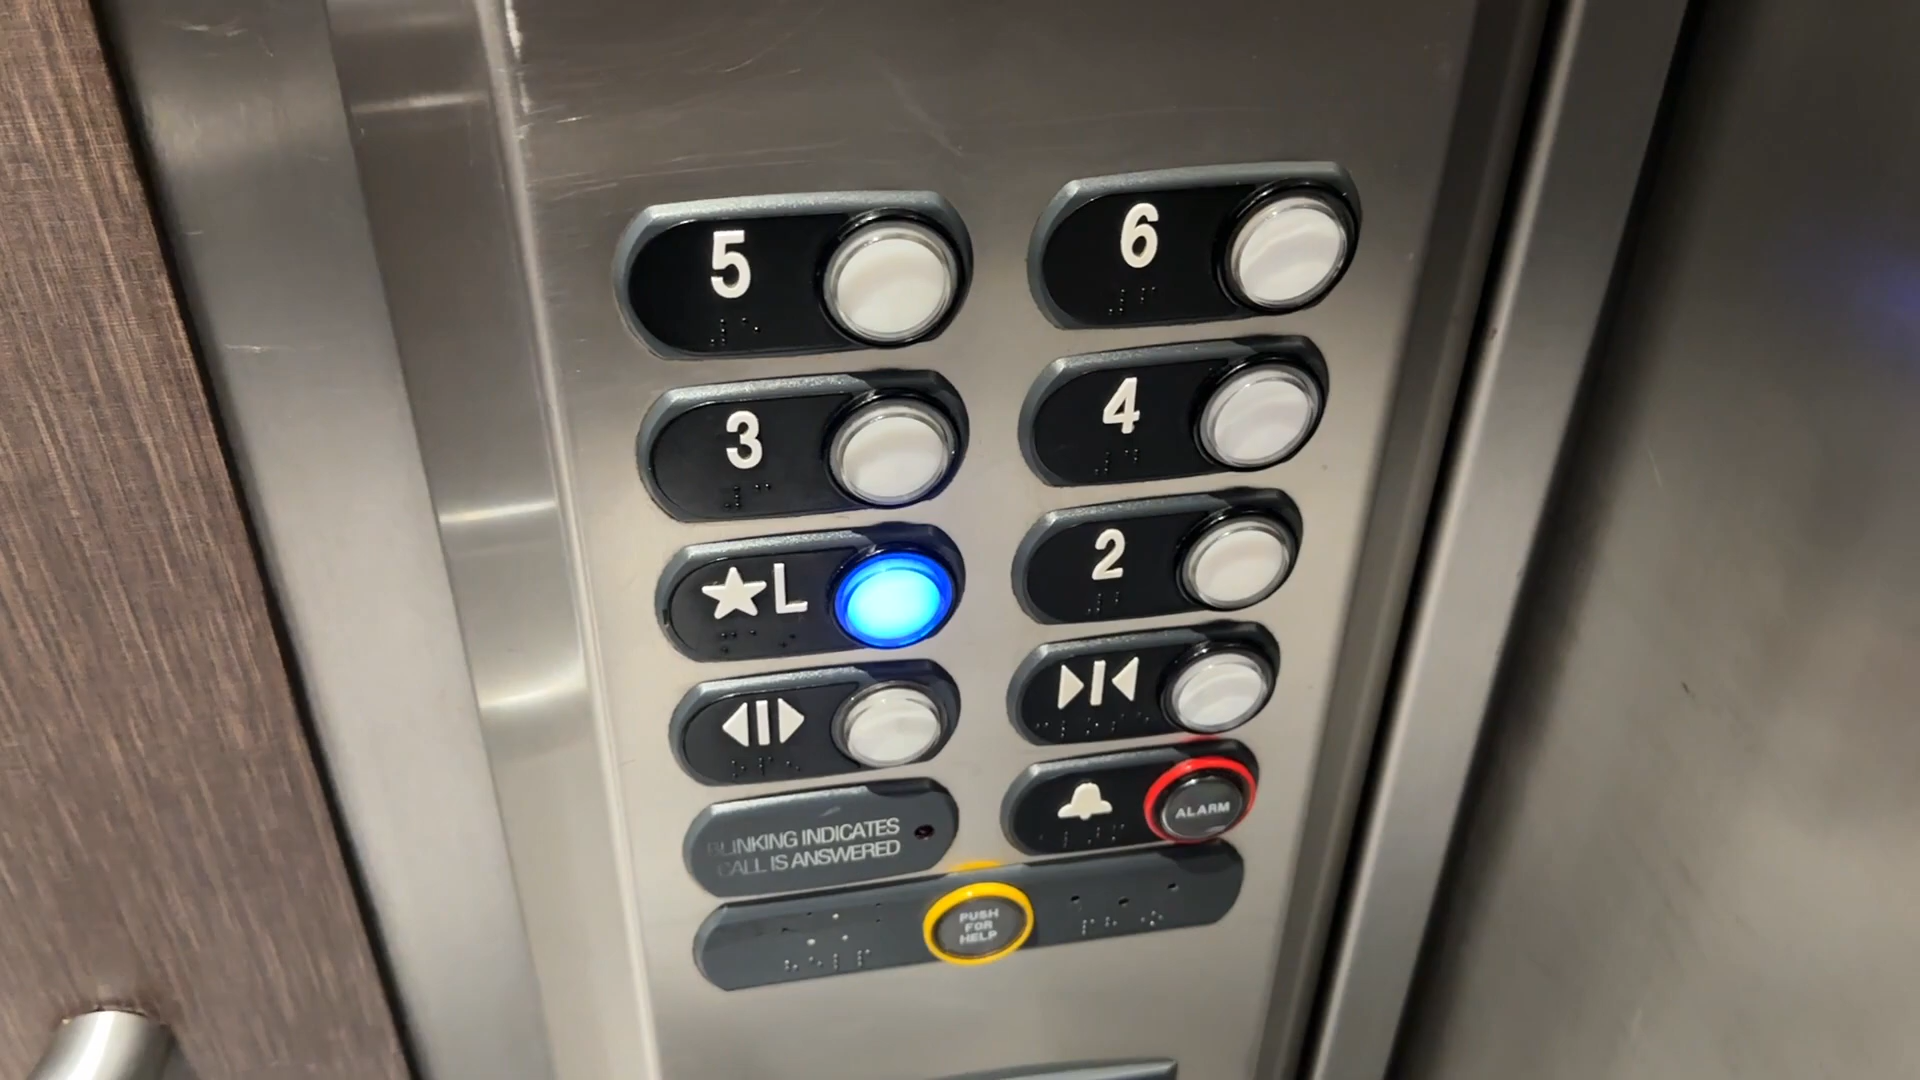 5
6
3
4
★L
2
BLINKING INDICATES
CALL IS ANSWERED
ALARM
PUSH
FOR
HELP